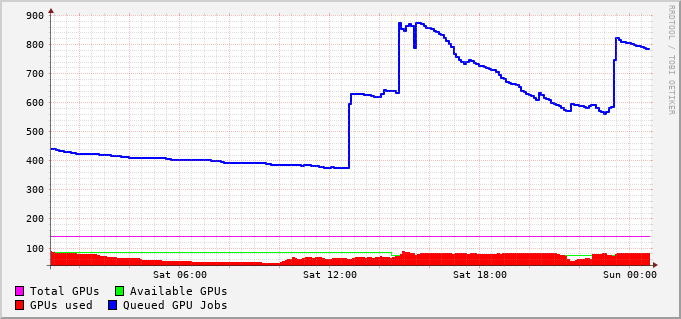 900
800
700
600
500
400
300
200
100
Sat 06:00 Sat 12:00 Sat 18:00 Sun 00:00
Total GPUs Available GPUs
GPUs used Queued GPU Jobs
RRDTOOL / TOBI OETIKER